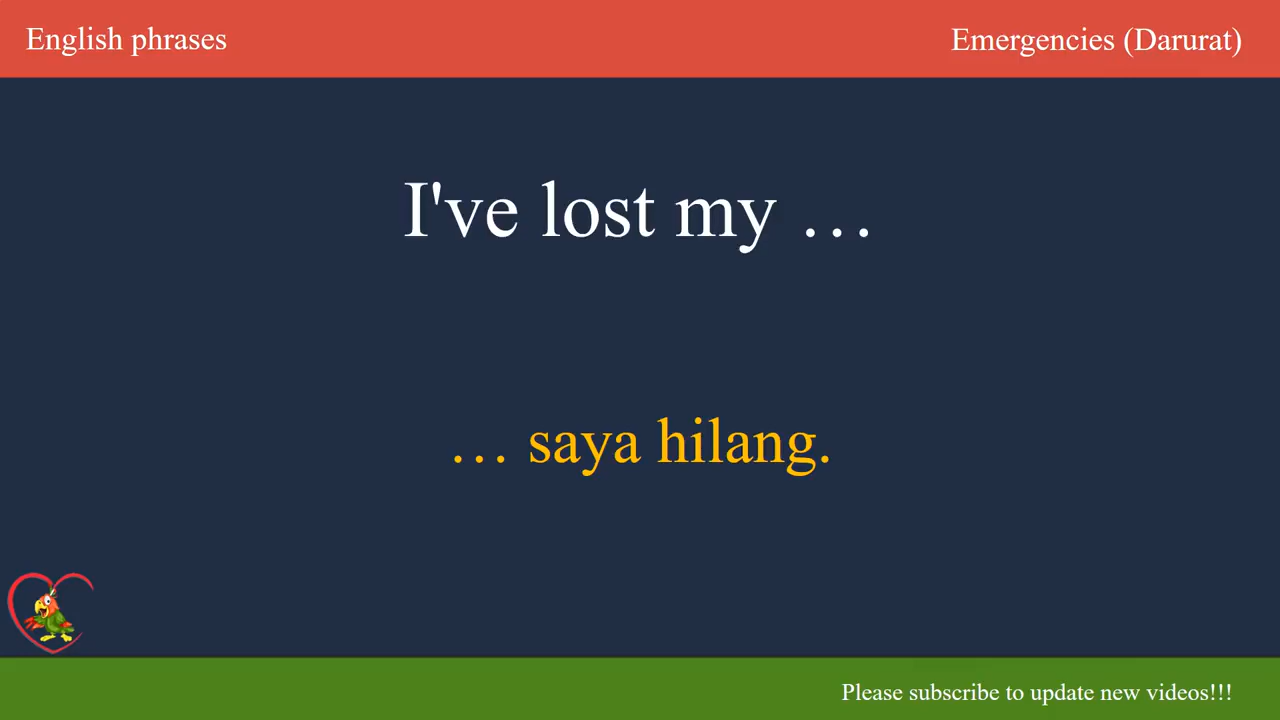 English phrases
Emergencies (Darurat)
I've lost my …
… saya hilang.
Please subscribe to update new videos!!!